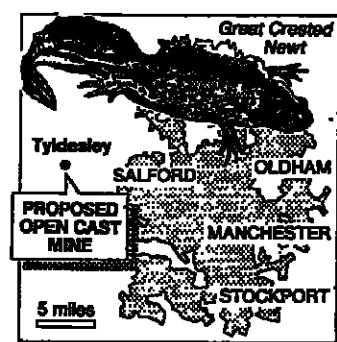 Great Crested
Newt
Tyldesley
SALFORD
OLDHAM
PROPOSED
OPEN CAST
MINE
MANCHESTER
STOCKPORT
5 miles